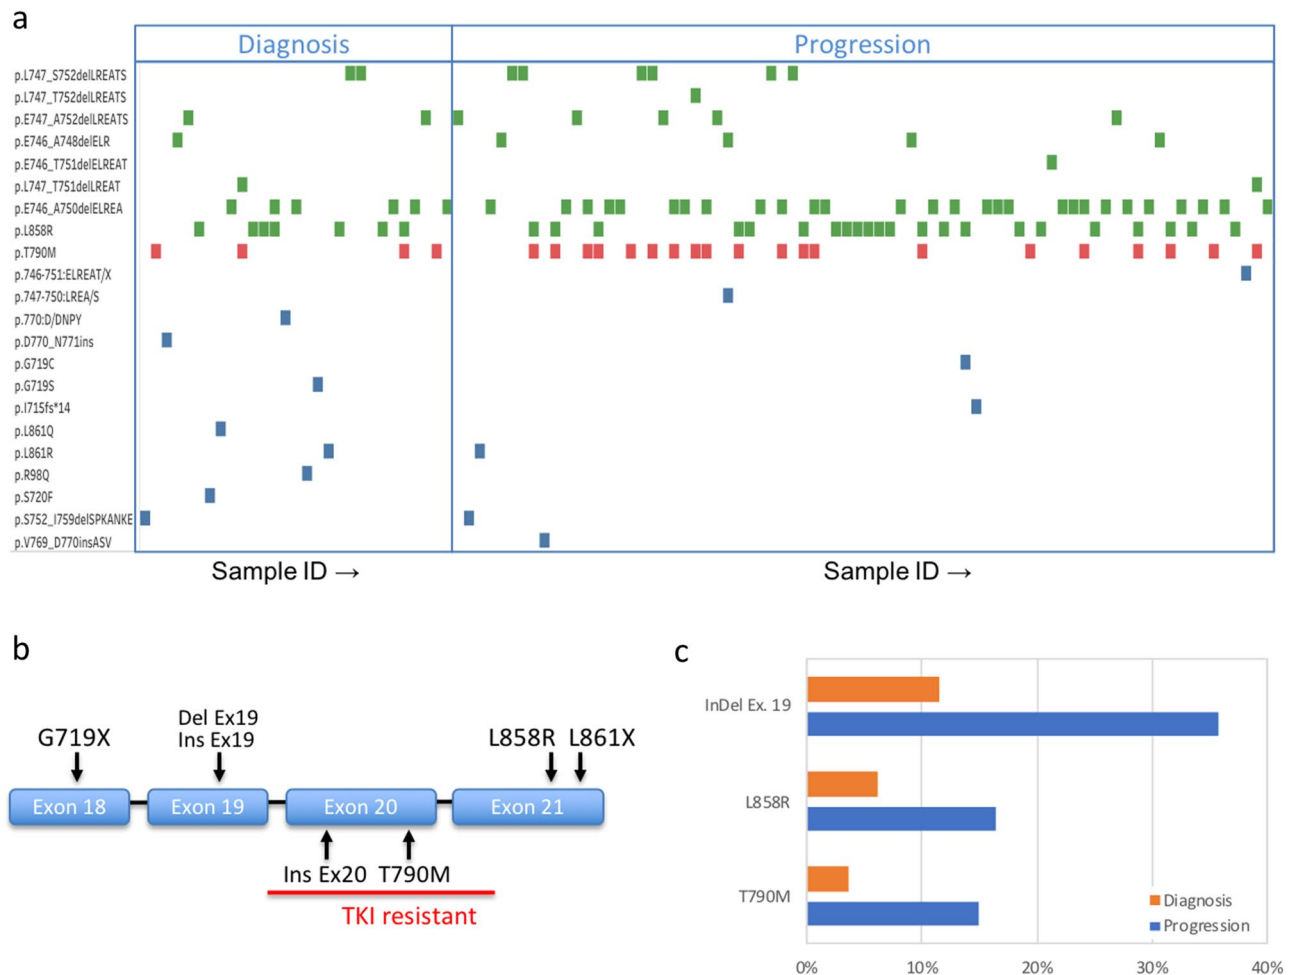 a
Diagnosis
Progression
p.L747_S752delLREATS
p.L747_T752delLREATS
p.E747_A752delLREATS
p.E746_A748delELR
p.E746_T751delELREAT
p.L747_T751delLREAT
p.E746_A750delELREA
p.L858R
p.T790M
p.746-751:ELREAT/X
p.747-750:LREA/S
p.770:D/DNPY
p.D770_N771ins
p.G719C
p.G719S
p.I715fs*14
p.L861Q
p.L861R
p.R98Q
p.S720F
p.S752_I759delSPKANKE
p.V769_D770insASV
Sample ID →
Sample ID →
b
G719X
Del Ex19
Ins Ex19
L858R L861X
Exon 18
Exon 19
Exon 20
Exon 21
Ins Ex20 T790M
TKI resistant
c
InDel Ex. 19
L858R
T790M
Diagnosis
Progression
0% 10% 20% 30% 40%